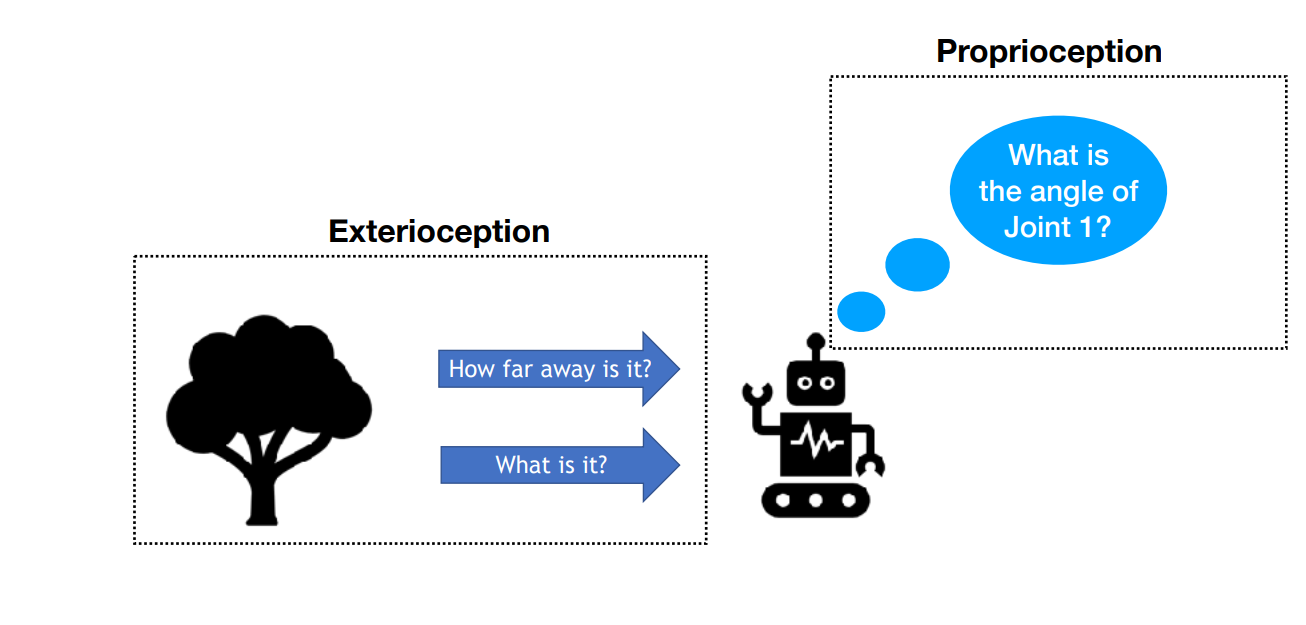 Proprioception
What is
the angle of
Joint 1?
Exterioception
How far away is it?
What is it?